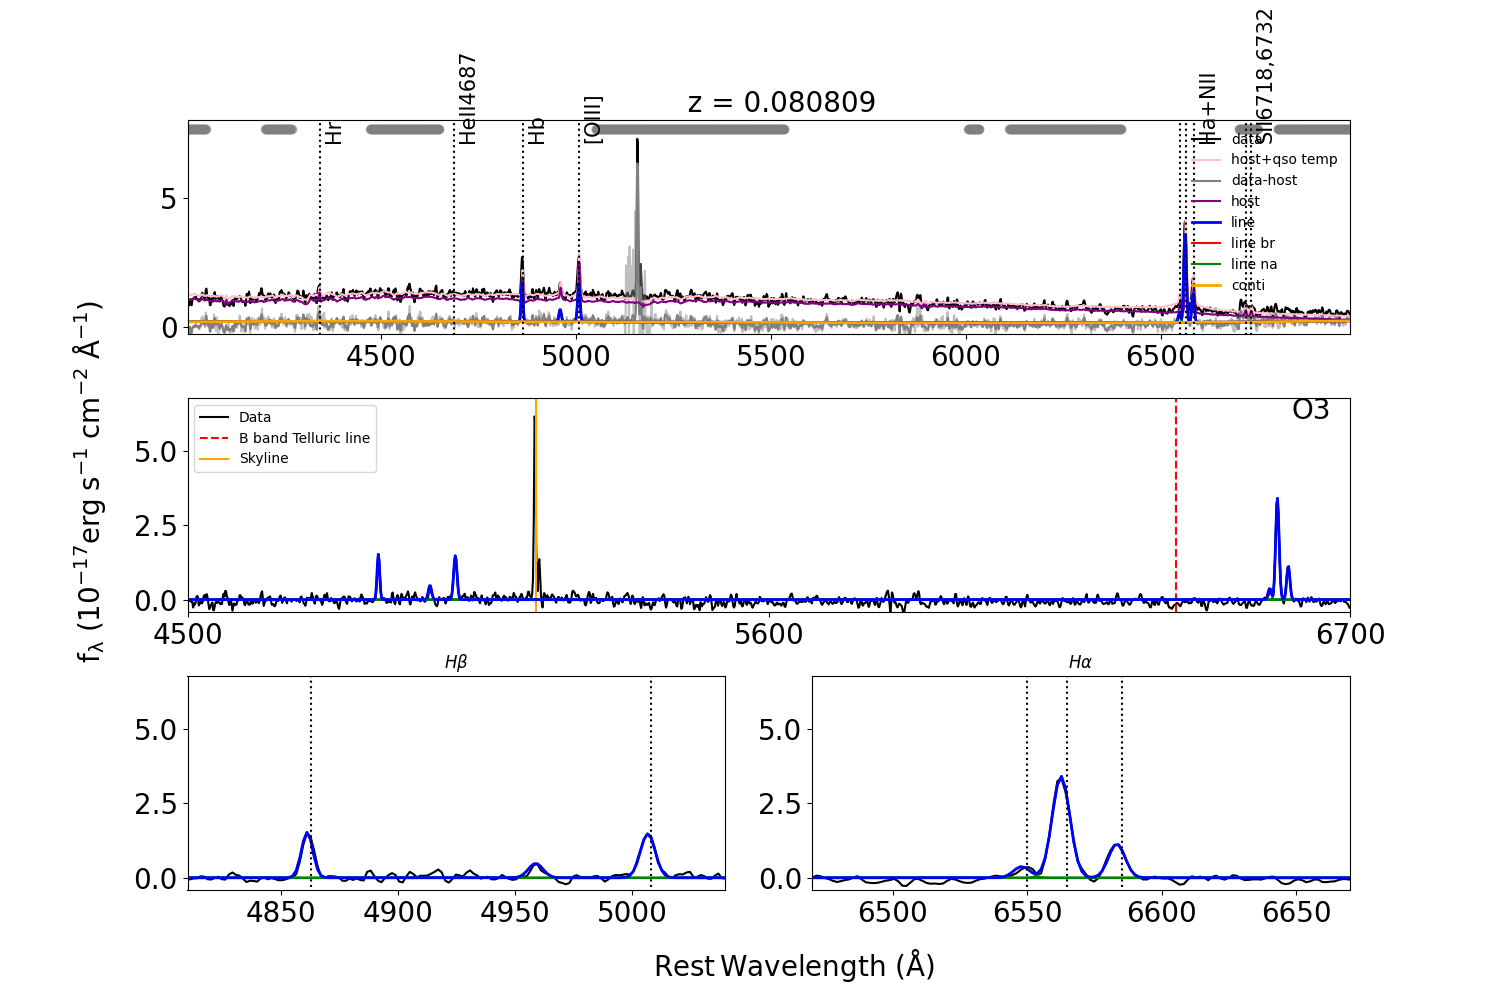 z = 0.080809
Hr
HeII4687
Hb
[OIII]
Ha+NII
SII6718,6732
data
host+qso temp
data-host
host
line
line br
line na
conti
5
0
4500 5000 5500 6000 6500
f_λ (10⁻¹⁷erg s⁻¹ cm⁻² Å⁻¹)
O3
Data
B band Telluric line
Skyline
5.0
2.5
0.0
4500 5600 6700
Hβ
5.0
2.5
0.0
4850 4900 4950 5000
Hα
5.0
2.5
0.0
6500 6550 6600 6650
Rest Wavelength (Å)